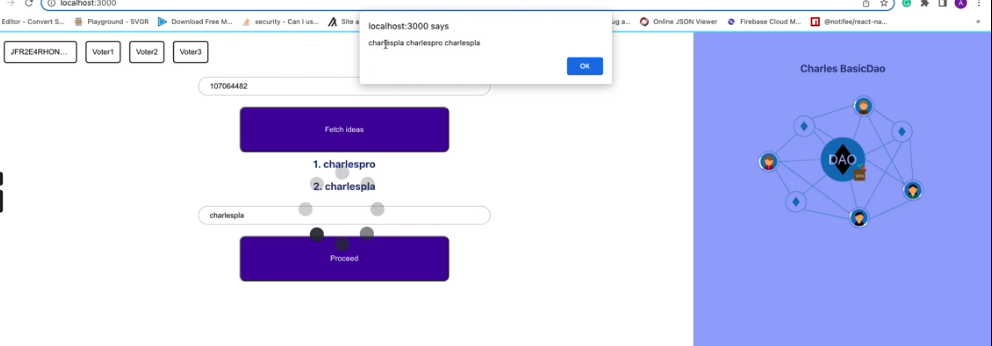 localhost:3000
Editor - Convert S...
Playground - SVGR
Download Free M...
security - Can I us...
Site a
ug a...
Online JSON Viewer
Firebase Cloud M...
@notifee/react-na...
»
localhost:3000 says
charlespla charlespro charlespla
OK
JFR2E4RHON...
Voter1
Voter2
Voter3
107064482
Fetch ideas
1. charlespro
2. charlespla
charlespla
Proceed
Charles BasicDao
DAO